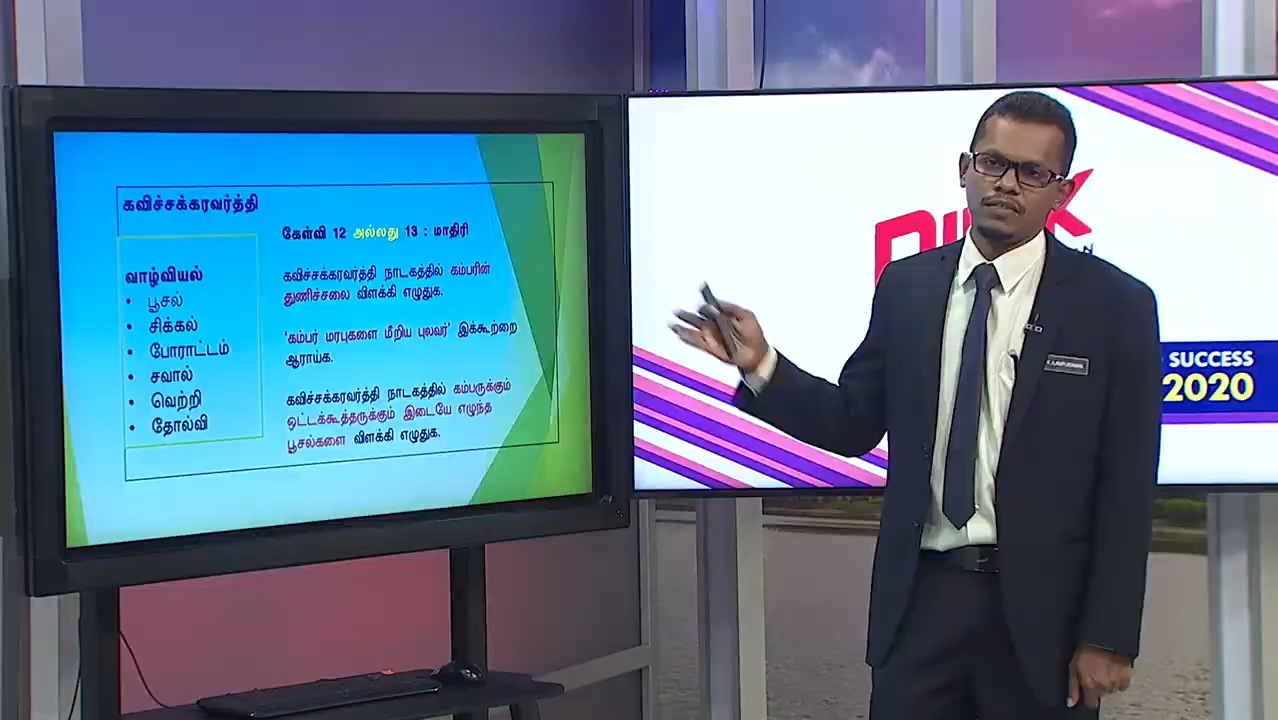 கவிச்சக்கரவர்த்தி
கேள்வி 12 அல்லது 13 : மாதிரி
வாழ்வியல்
• பூசல்
• சிக்கல்
• போராட்டம்
• சவால்
• வெற்றி
• தோல்வி
கவிச்சக்கரவர்த்தி நாடகத்தில் கம்பரின்
துணிச்சலை விளக்கி எழுதுக.
‘கம்பர் மரபுகளை மீறிய புலவர்’ இக்கூற்றை
ஆராய்க.
கவிச்சக்கரவர்த்தி நாடகத்தில் கம்பருக்கும்
ஒட்டக்கூத்தருக்கும் இடையே எழுந்த
பூசல்களை விளக்கி எழுதுக.
SUCCESS
2020